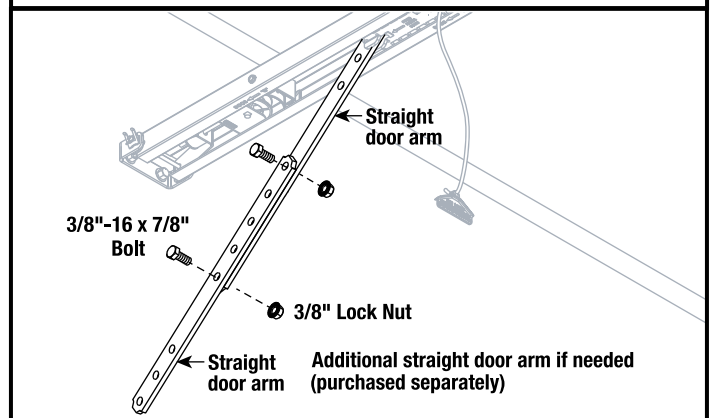 Straight
door arm
3/8"-16 x 7/8"
Bolt
3/8" Lock Nut
Straight
door arm
Additional straight door arm if needed
(purchased separately)